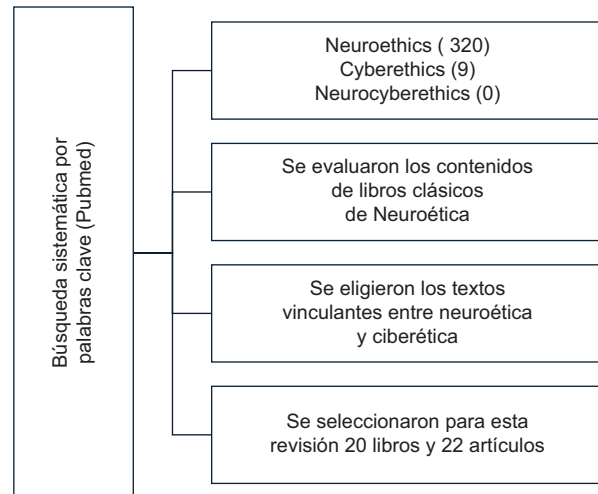 Búsqueda sistemática por
palabras clave (Pubmed)
Neuroethics ( 320)
Cyberethics (9)
Neurocyberethics (0)
Se evaluaron los contenidos
de libros clásicos
de Neuroética
Se eligieron los textos
vinculantes entre neuroética
y ciberética
Se seleccionaron para esta
revisión 20 libros y 22 artículos